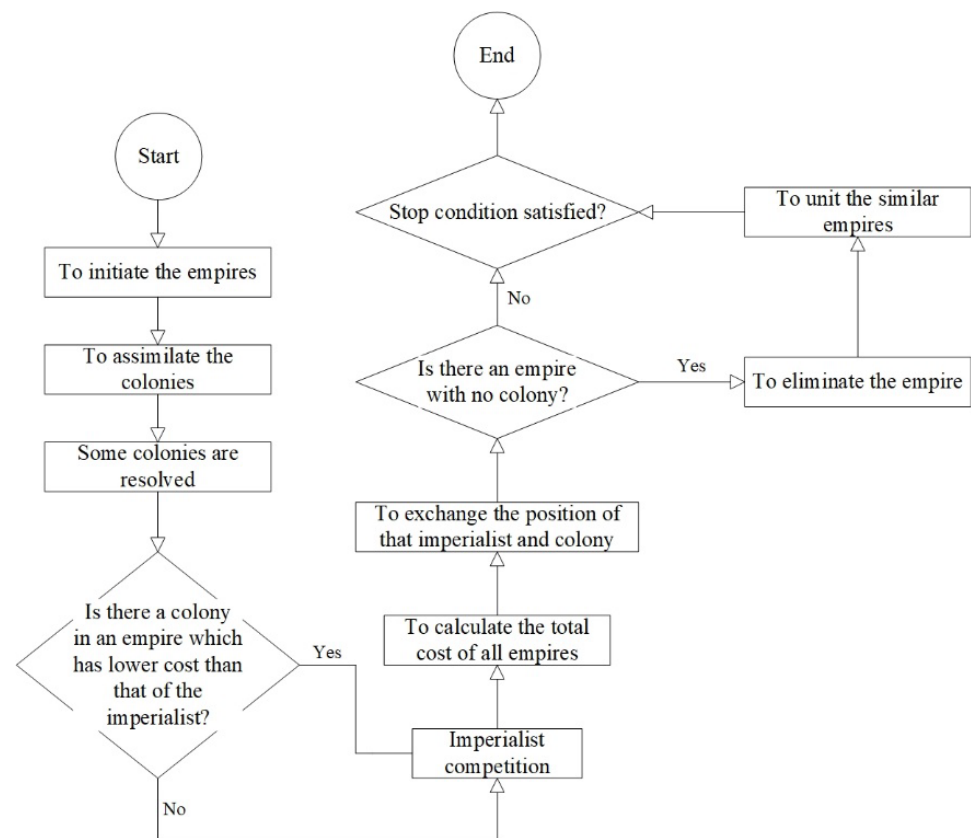 Start
To initiate the empires
To assimilate the
colonies
Some colonies are
resolved
Is there a colony
in an empire which
has lower cost than
that of the
imperialist?
Yes
No
Imperialist
competition
To calculate the total
cost of all empires
To exchange the position of
that imperialist and colony
Is there an empire
with no colony?
Yes
No
To eliminate the empire
To unit the similar
empires
Stop condition satisfied?
End